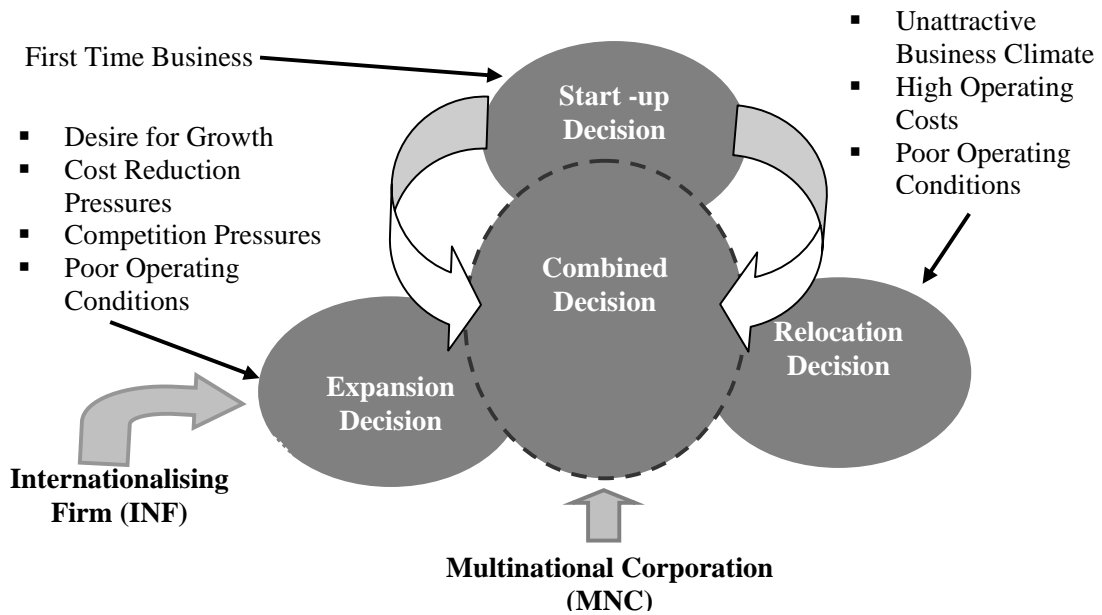 First Time Business
▪ Desire for Growth
▪ Cost Reduction
Pressures
▪ Competition Pressures
▪ Poor Operating
Conditions
Start -up
Decision
▪ Unattractive
Business Climate
▪ High Operating
Costs
▪ Poor Operating
Conditions
Combined
Decision
Expansion
Decision
Relocation
Decision
Internationalising
Firm (INF)
Multinational Corporation
(MNC)